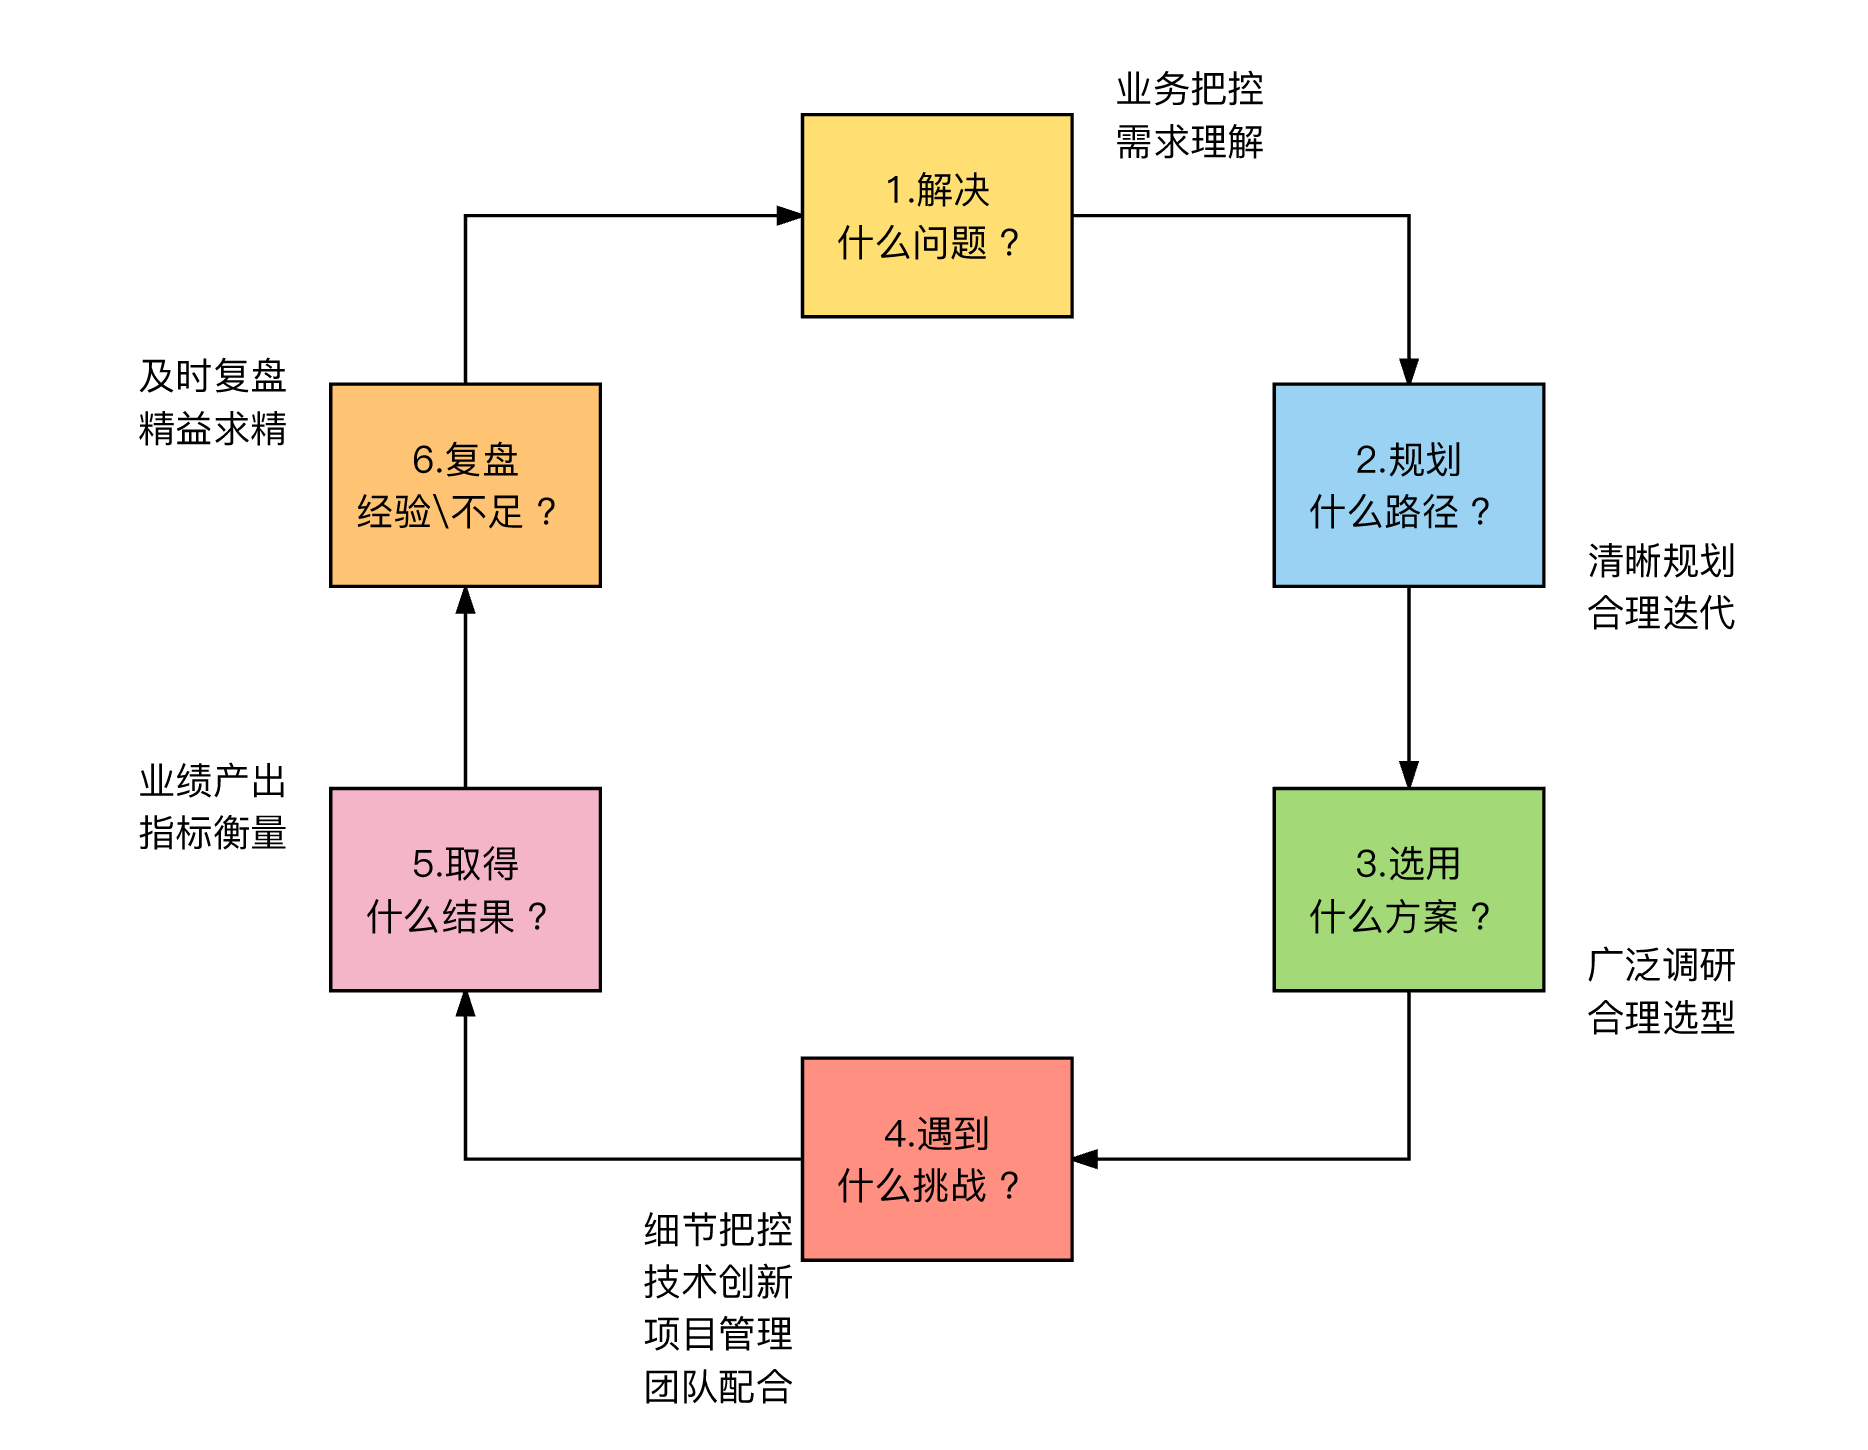 业务把控
需求理解
1.解决
什么问题？
2.规划
什么路径？
清晰规划
合理迭代
3.选用
什么方案？
广泛调研
合理选型
4.遇到
什么挑战？
细节把控
技术创新
项目管理
团队配合
5.取得
什么结果？
业绩产出
指标衡量
6.复盘
经验\不足？
及时复盘
精益求精